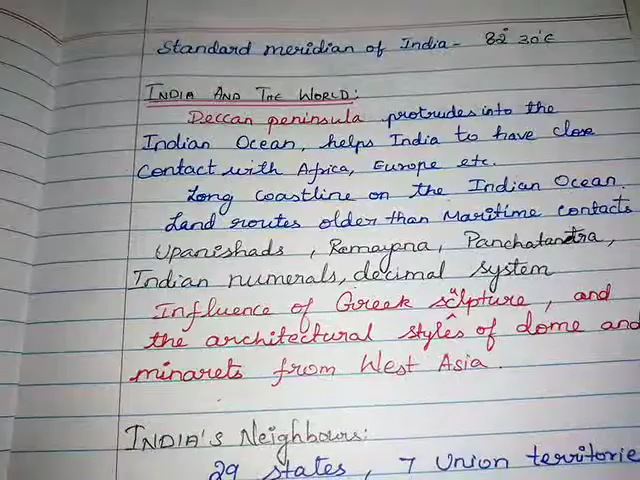 Standard meridian of India - 82° 30'E
INDIA AND THE WORLD:
Deccan peninsula protrudes into the
Indian Ocean, helps India to have close
contact with Africa, Europe etc.
Long coastline on the Indian Ocean.
Land routes older than Maritime contacts
Upanishads, Ramayana, Panchatantra,
Indian numerals, decimal system
Influence of Greek sculpture, and
the architectural styles of dome and
minarets from West Asia.
INDIA'S Neighbours:
29 states, 7 Union territorie